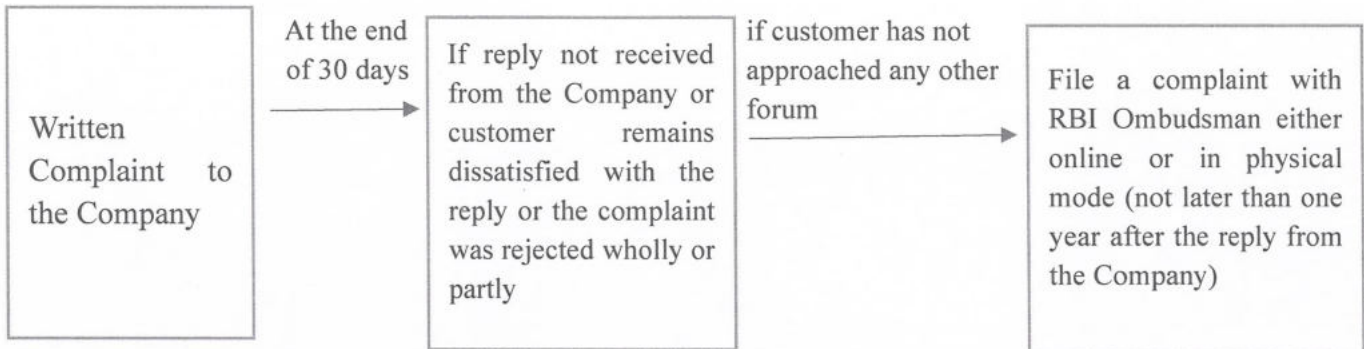 Written
Complaint to
the Company
At the end
of 30 days
If reply not received
from the Company or
customer remains
dissatisfied with the
reply or the complaint
was rejected wholly or
partly
if customer has not
approached any other
forum
File a complaint with
RBI Ombudsman either
online or in physical
mode (not later than one
year after the reply from
the Company)